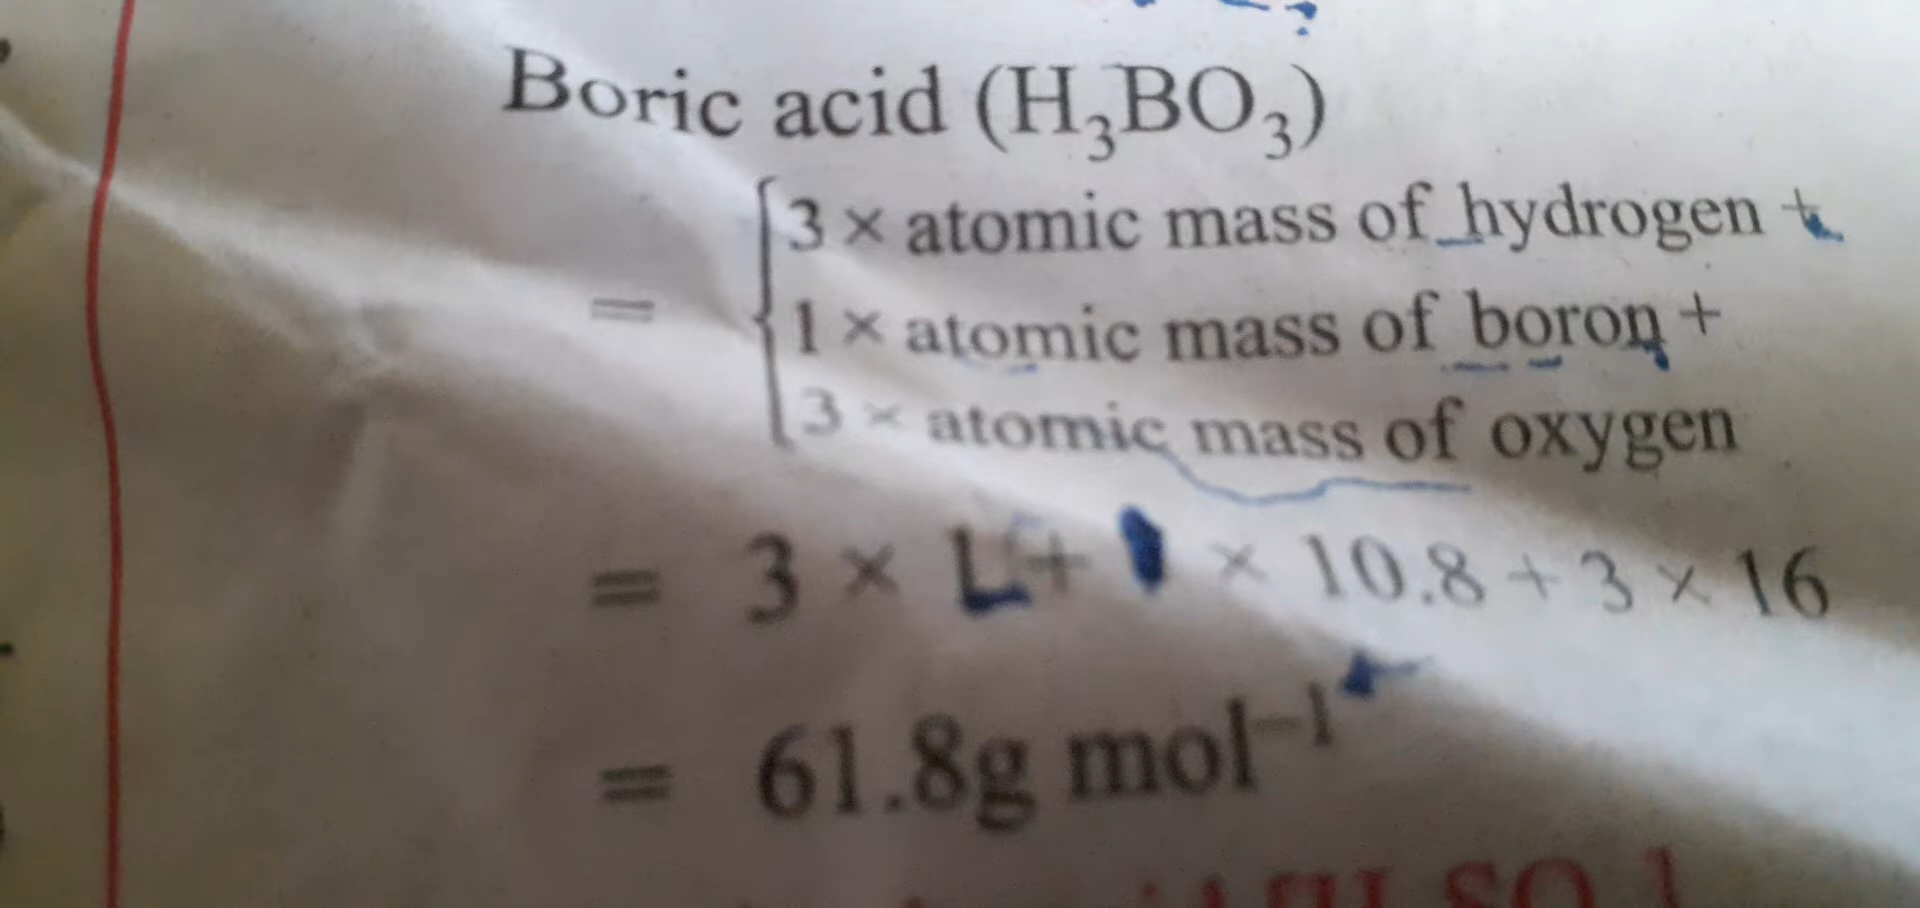 Boric acid (H₃BO₃)
= { 3 × atomic mass of hydrogen +
1 × atomic mass of boron +
3 × atomic mass of oxygen
= 3 × 1 + 1 × 10.8 + 3 × 16
= 61.8g mol⁻¹